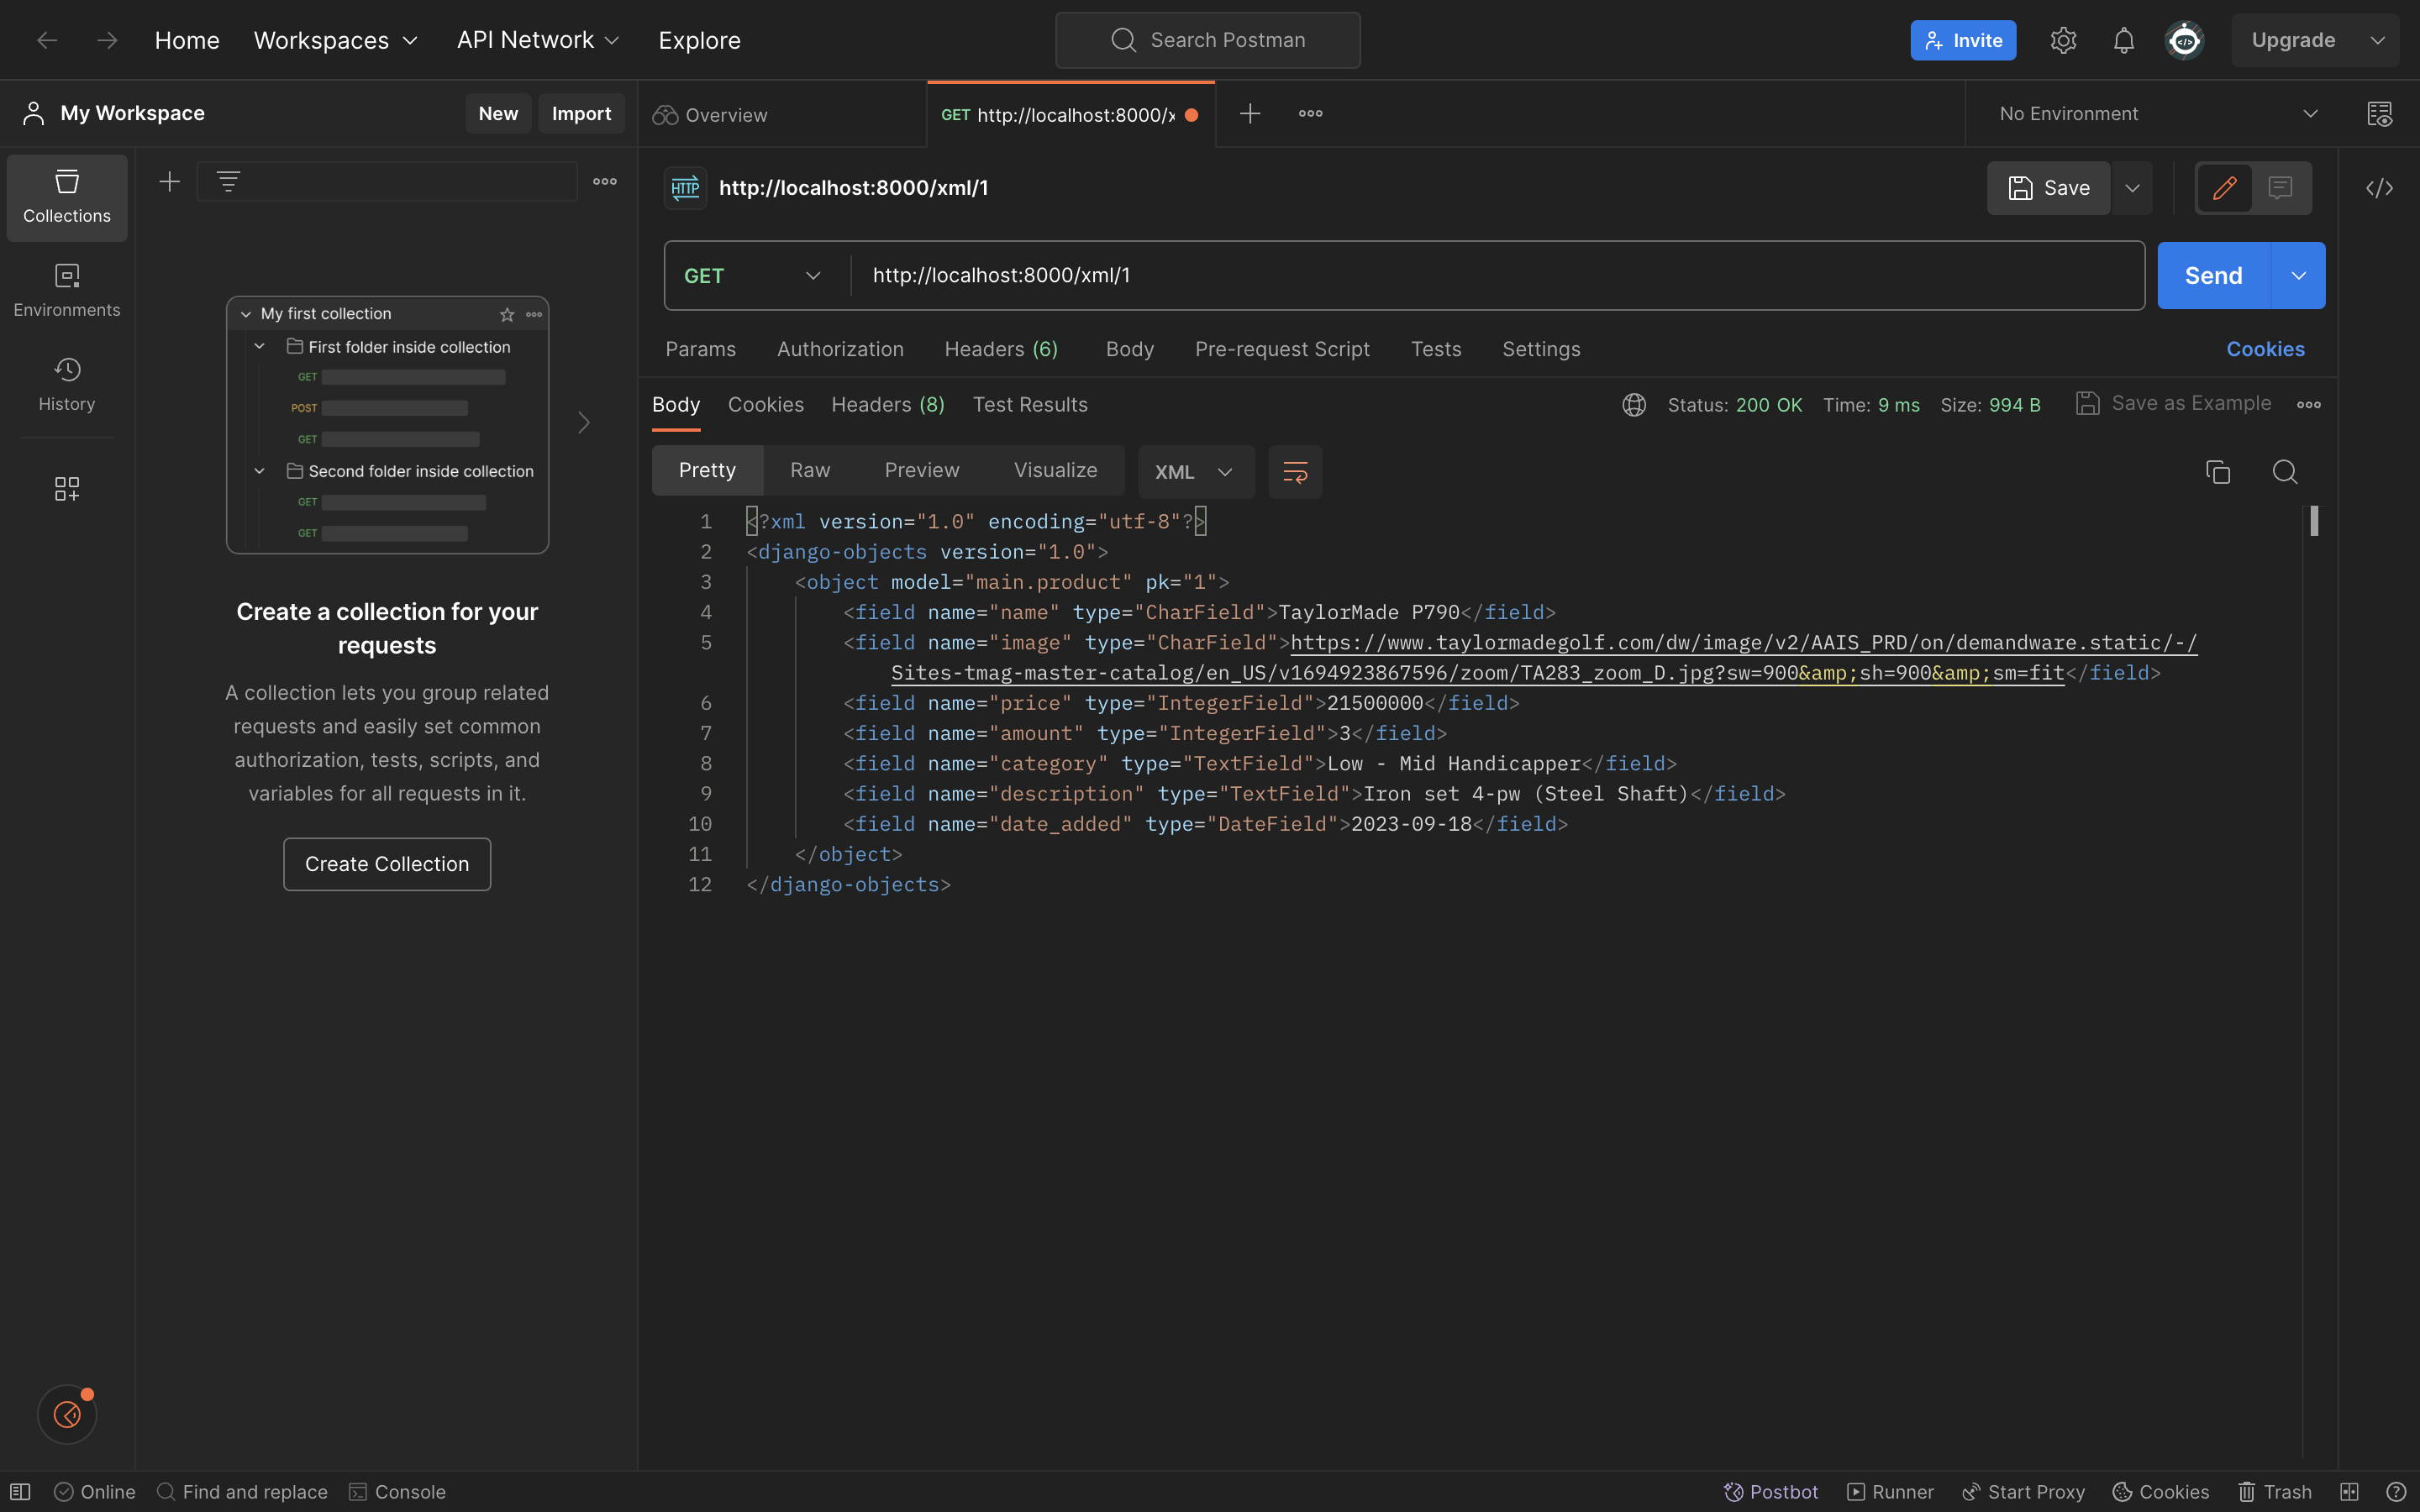 Home Workspaces API Network Explore
Search Postman
Invite
Upgrade
My Workspace
New Import
Overview
GET http://localhost:8000/x
No Environment
Collections
Environments
History
My first collection
First folder inside collection
GET
POST
GET
Second folder inside collection
GET
GET
Create a collection for your
requests
A collection lets you group related
requests and easily set common
authorization, tests, scripts, and
variables for all requests in it.
Create Collection
HTTP http://localhost:8000/xml/1
Save
</>
GET http://localhost:8000/xml/1
Send
Params Authorization Headers (6) Body Pre-request Script Tests Settings Cookies
Body Cookies Headers (8) Test Results
Status: 200 OK Time: 9 ms Size: 994 B Save as Example
Pretty Raw Preview Visualize XML
1 <?xml version="1.0" encoding="utf-8"?>
2 <django-objects version="1.0">
3 <object model="main.product" pk="1">
4 <field name="name" type="CharField">TaylorMade P790</field>
5 <field name="image" type="CharField">https://www.taylormadegolf.com/dw/image/v2/AAIS_PRD/on/demandware.static/-/
Sites-tmag-master-catalog/en_US/v1694923867596/zoom/TA283_zoom_D.jpg?sw=900&amp;sh=900&amp;sm=fit</field>
6 <field name="price" type="IntegerField">21500000</field>
7 <field name="amount" type="IntegerField">3</field>
8 <field name="category" type="TextField">Low - Mid Handicapper</field>
9 <field name="description" type="TextField">Iron set 4-pw (Steel Shaft)</field>
10 <field name="date_added" type="DateField">2023-09-18</field>
11 </object>
12 </django-objects>
Online Find and replace Console
Postbot Runner Start Proxy Cookies Trash